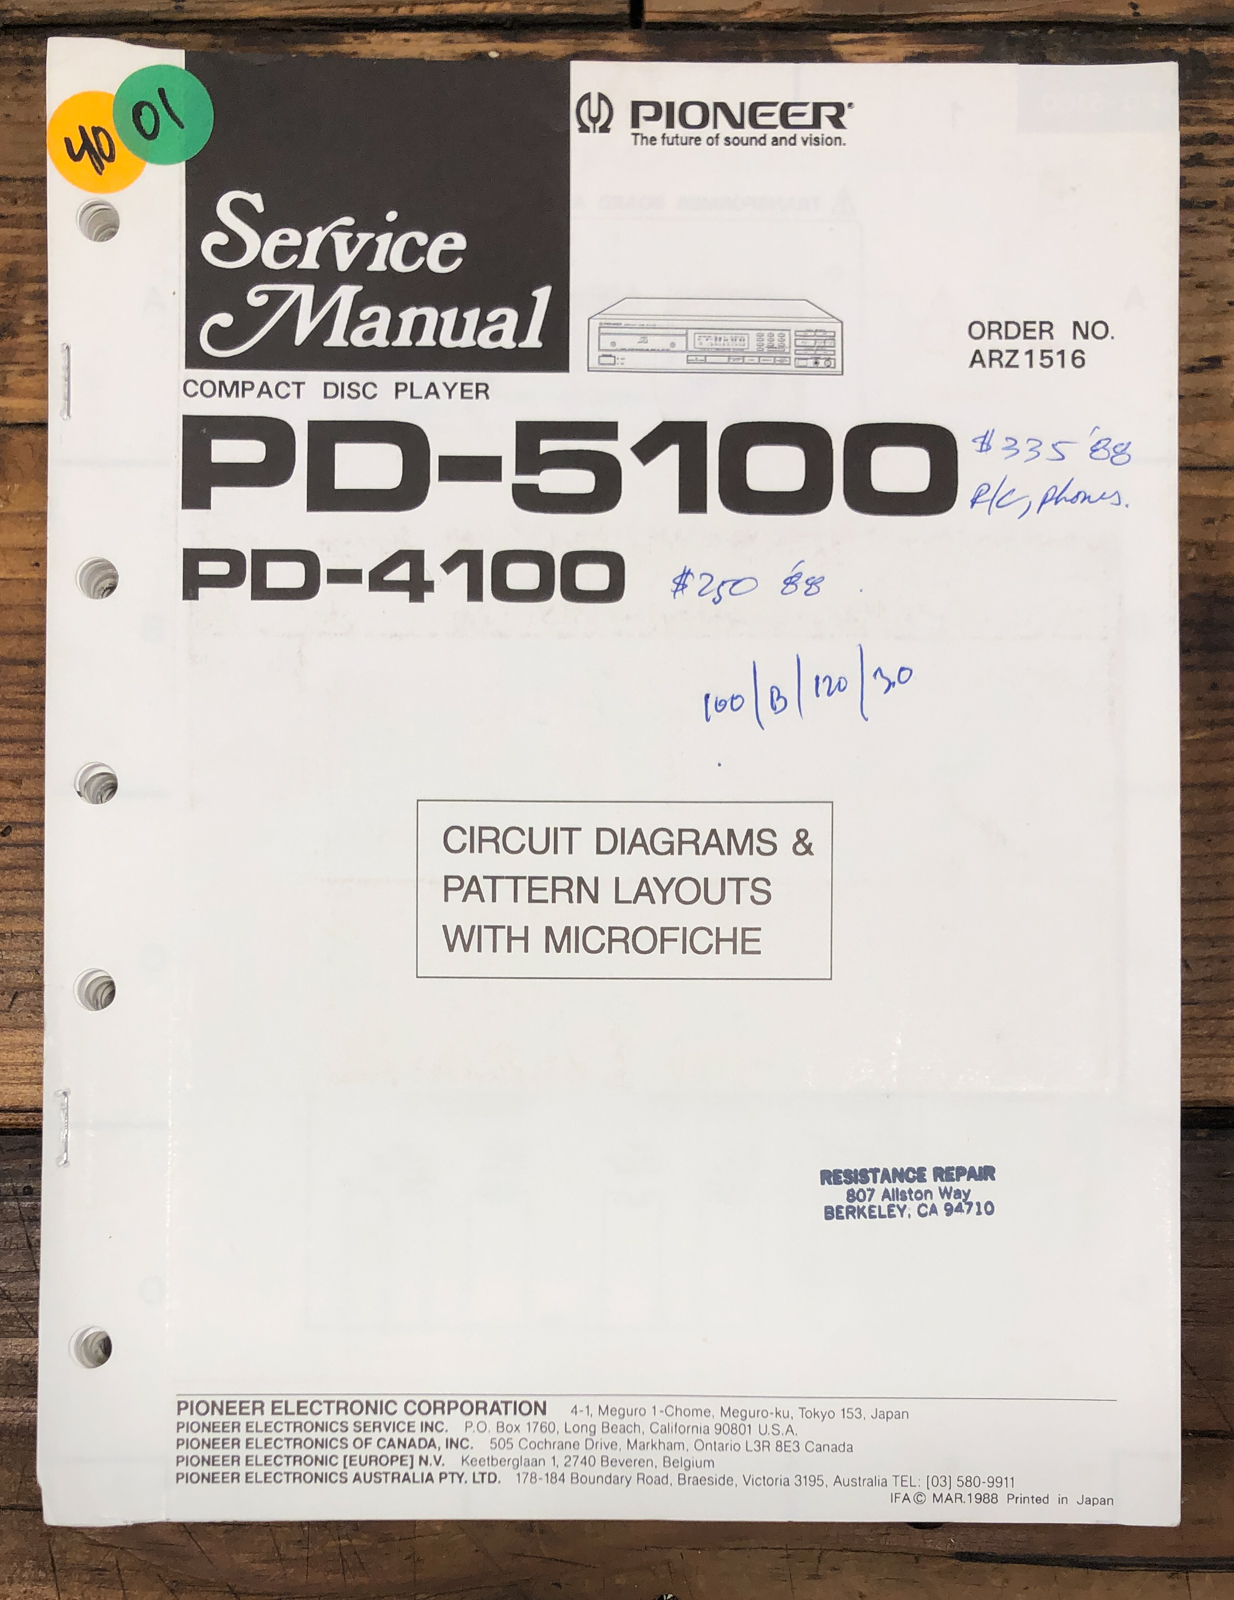 40
01
PIONEER
The future of sound and vision.
Service
Manual
ORDER NO.
ARZ1516
COMPACT DISC PLAYER
PD-5100
$335 '88
R/C, phones.
PD-4100
$250 '88
100/B/120/3.0
CIRCUIT DIAGRAMS &
PATTERN LAYOUTS
WITH MICROFICHE
RESISTANCE REPAIR
807 Allston Way
BERKELEY, CA 94710
PIONEER ELECTRONIC CORPORATION 4-1, Meguro 1-Chome, Meguro-ku, Tokyo 153, Japan
PIONEER ELECTRONICS SERVICE INC. P.O. Box 1760, Long Beach, California 90801 U.S.A.
PIONEER ELECTRONICS OF CANADA, INC. 505 Cochrane Drive, Markham, Ontario L3R 8E3 Canada
PIONEER ELECTRONIC [EUROPE] N.V. Keetberglaan 1, 2740 Beveren, Belgium
PIONEER ELECTRONICS AUSTRALIA PTY. LTD. 178-184 Boundary Road, Braeside, Victoria 3195, Australia TEL: [03] 580-9911
IFA © MAR. 1988 Printed in Japan